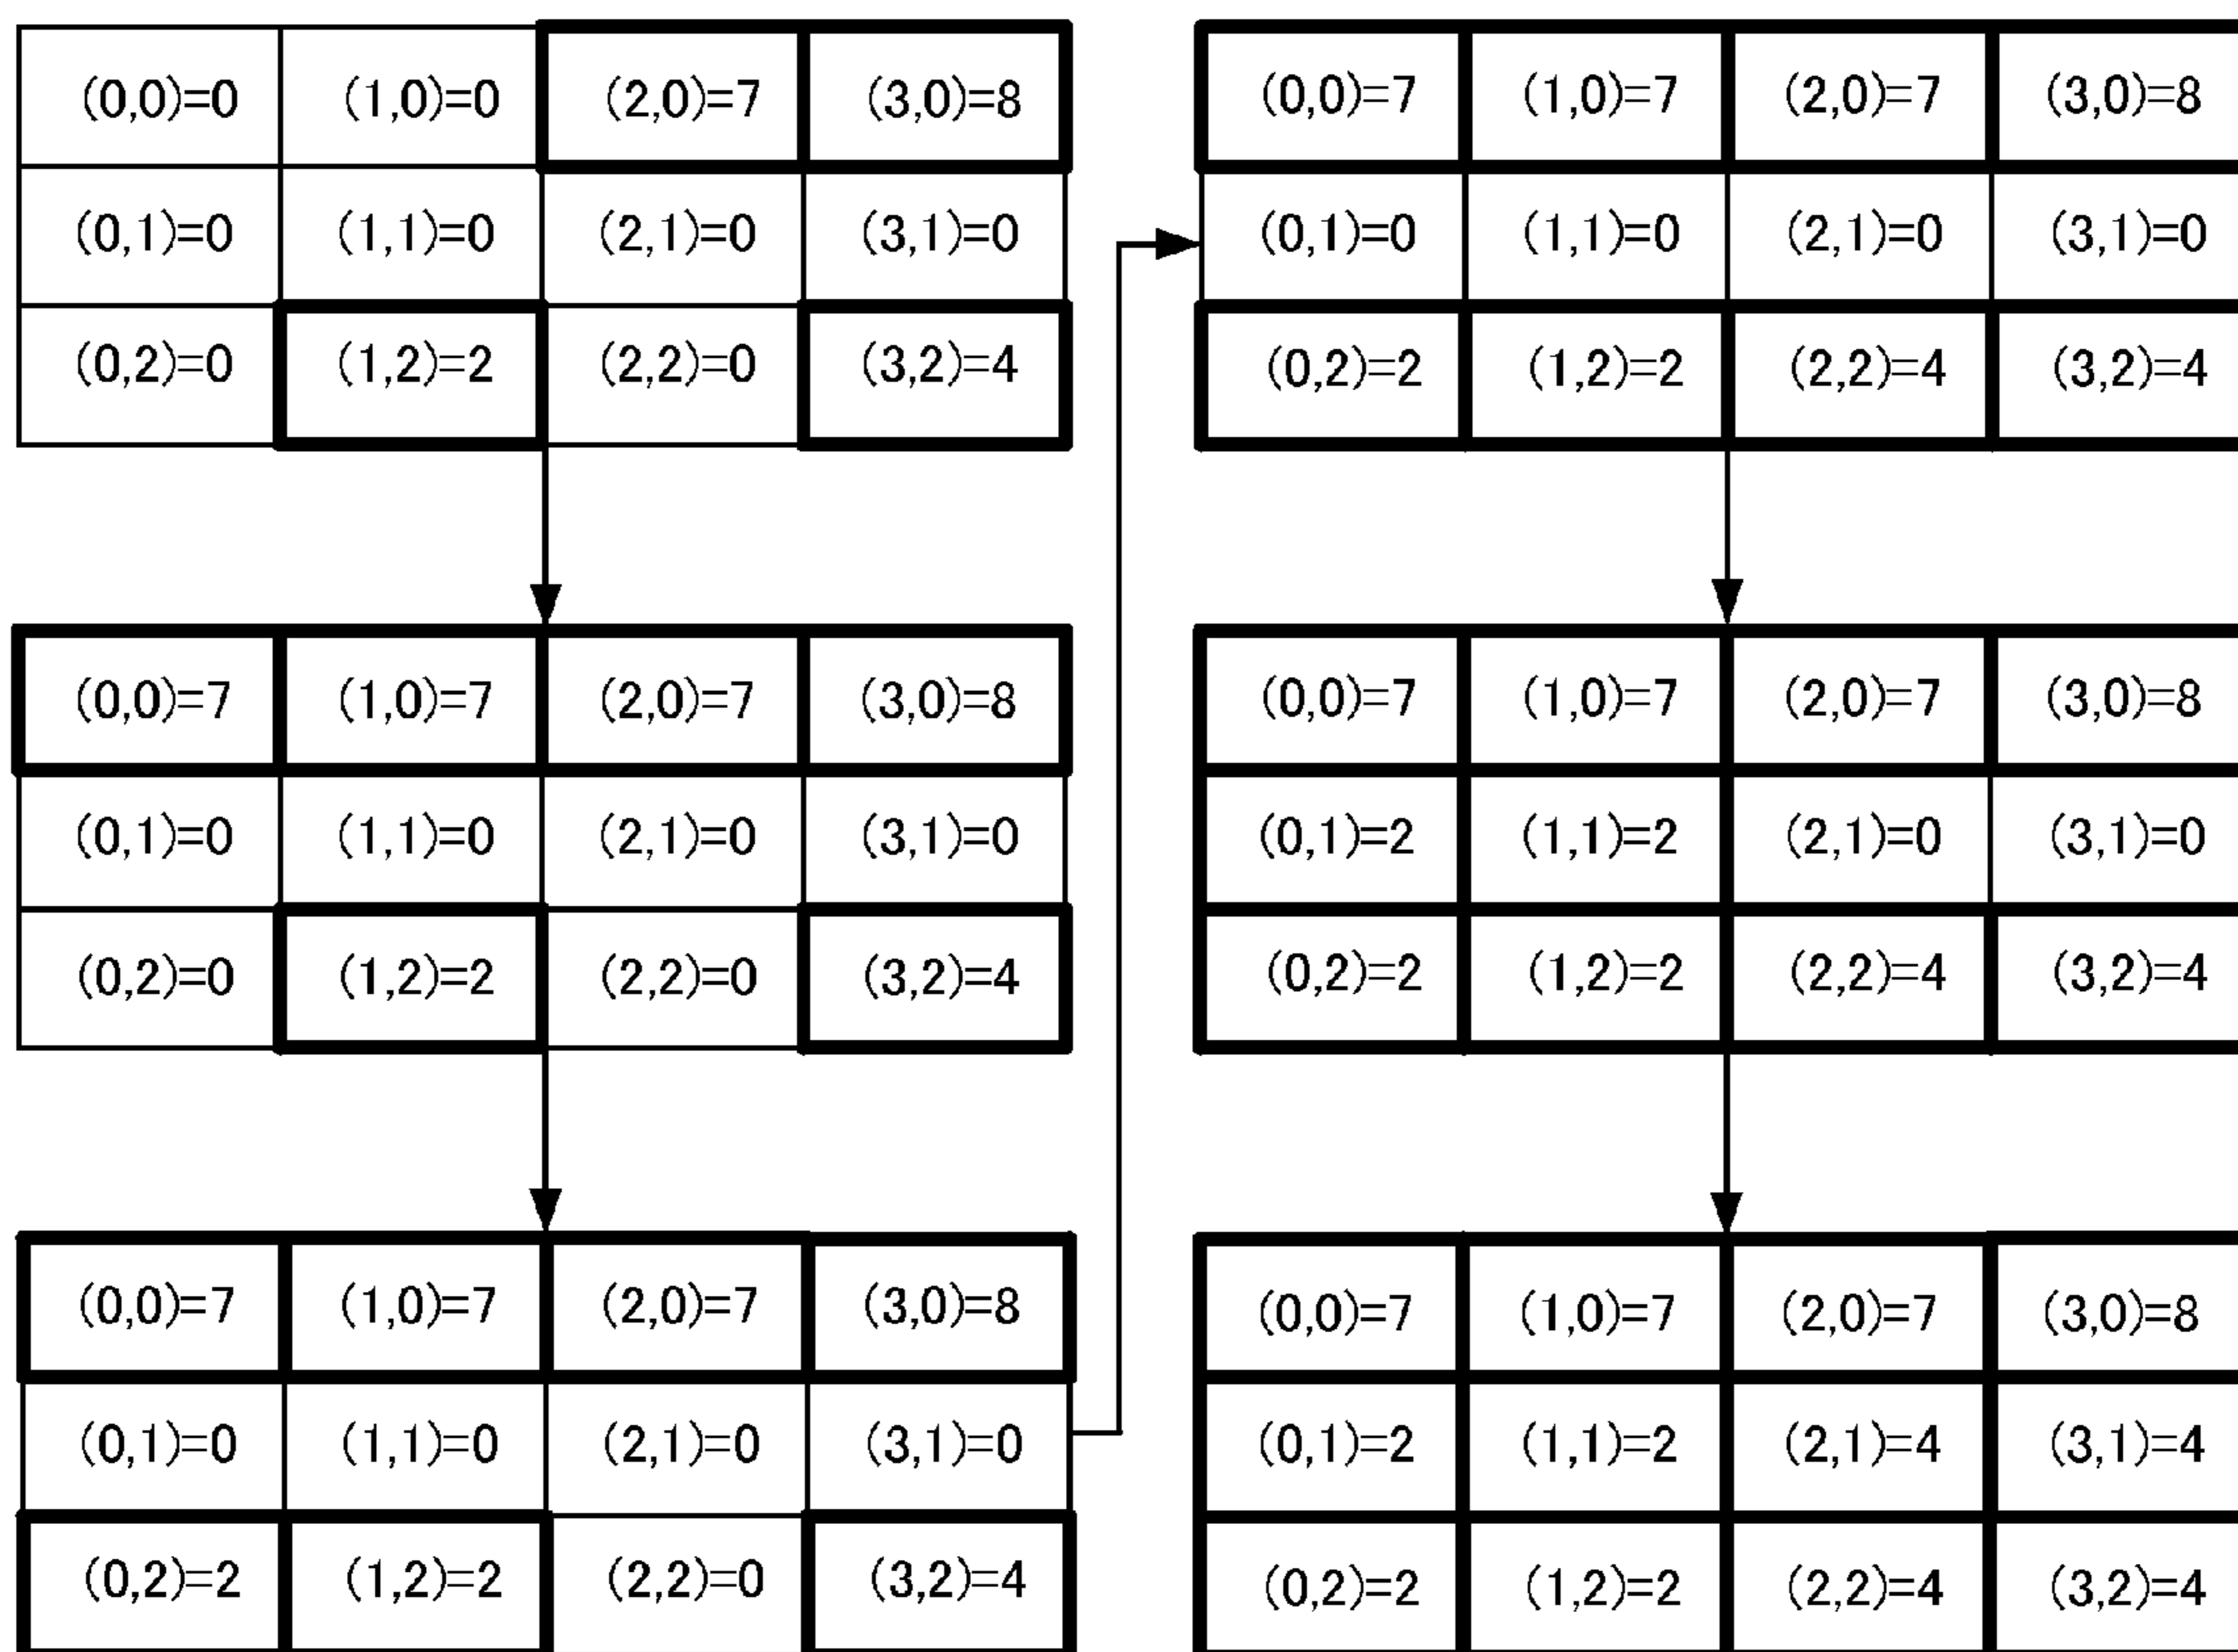 (0,0)=0 (1,0)=0 (2,0)=7 (3,0)=8
(0,1)=0 (1,1)=0 (2,1)=0 (3,1)=0
(0,2)=0 (1,2)=2 (2,2)=0 (3,2)=4
(0,0)=7 (1,0)=7 (2,0)=7 (3,0)=8
(0,1)=0 (1,1)=0 (2,1)=0 (3,1)=0
(0,2)=0 (1,2)=2 (2,2)=0 (3,2)=4
(0,0)=7 (1,0)=7 (2,0)=7 (3,0)=8
(0,1)=0 (1,1)=0 (2,1)=0 (3,1)=0
(0,2)=2 (1,2)=2 (2,2)=0 (3,2)=4
(0,0)=7 (1,0)=7 (2,0)=7 (3,0)=8
(0,1)=0 (1,1)=0 (2,1)=0 (3,1)=0
(0,2)=2 (1,2)=2 (2,2)=4 (3,2)=4
(0,0)=7 (1,0)=7 (2,0)=7 (3,0)=8
(0,1)=2 (1,1)=2 (2,1)=0 (3,1)=0
(0,2)=2 (1,2)=2 (2,2)=4 (3,2)=4
(0,0)=7 (1,0)=7 (2,0)=7 (3,0)=8
(0,1)=2 (1,1)=2 (2,1)=4 (3,1)=4
(0,2)=2 (1,2)=2 (2,2)=4 (3,2)=4